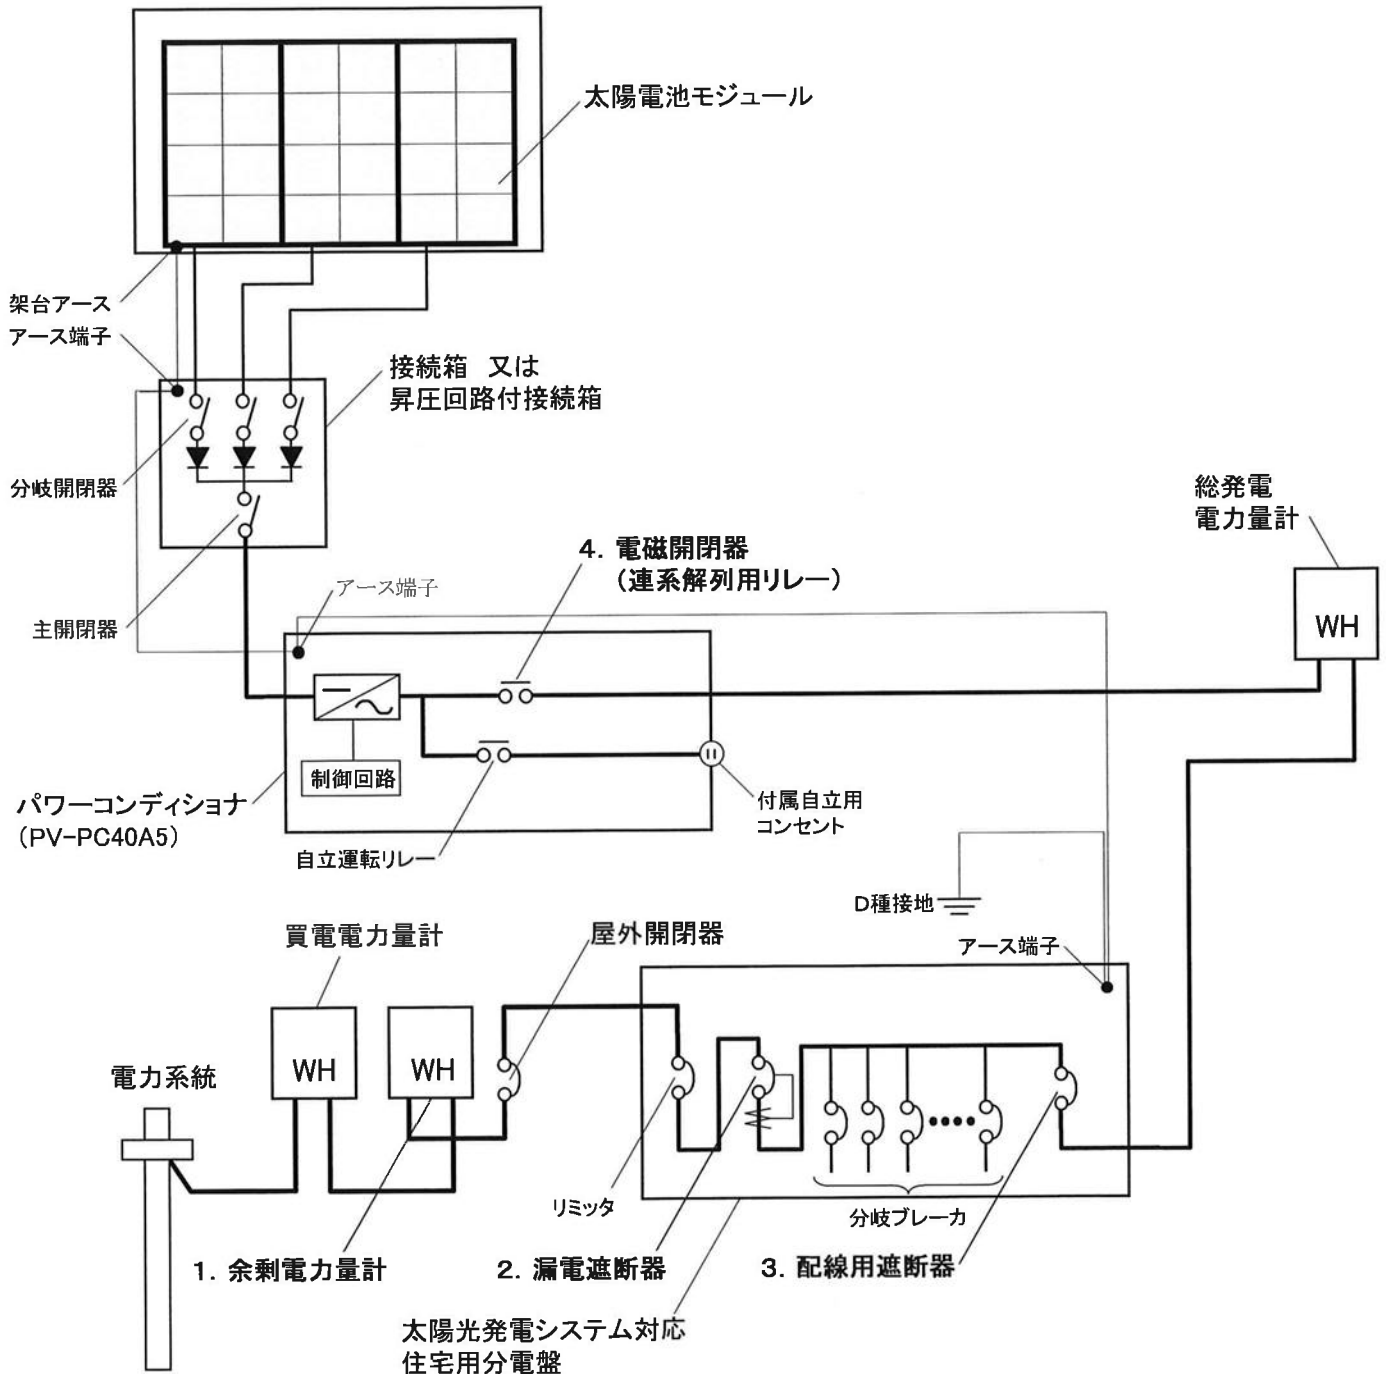 太陽電池モジュール
架台アース
アース端子
接続箱　又は
昇圧回路付接続箱
分岐開閉器
総発電
電力量計
4. 電磁開閉器
（連系解列用リレー）
アース端子
主開閉器
WH
制御回路
パワーコンディショナ
（PV-PC40A5）
付属自立用
コンセント
自立運転リレー
D種接地
買電電力量計
屋外開閉器
アース端子
WH
WH
電力系統
リミッタ
分岐ブレーカ
1. 余剰電力量計
2. 漏電遮断器
3. 配線用遮断器
太陽光発電システム対応
住宅用分電盤